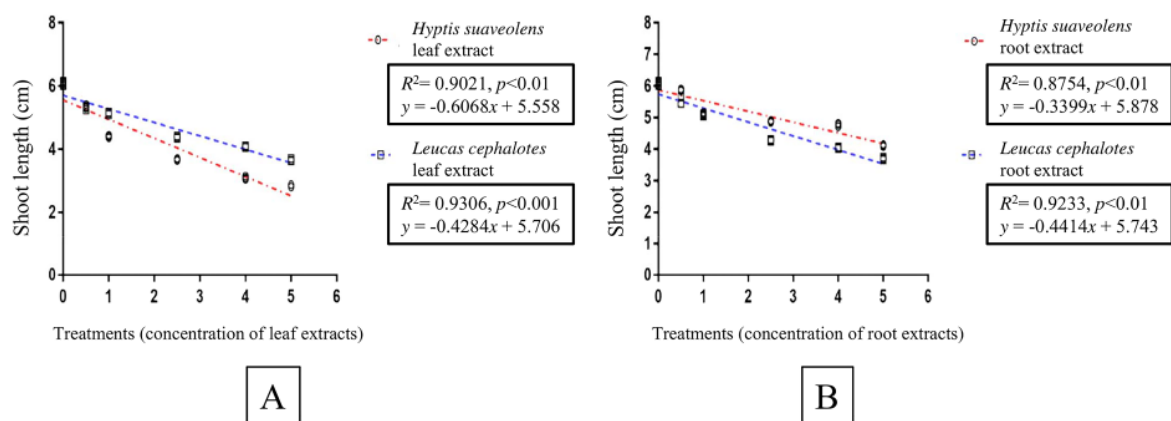 8
6
4
2
0
0
1
2
3
4
5
6
Shoot length (cm)
Treatments (concentration of leaf extracts)
Hyptis suaveolens
leaf extract
R²= 0.9021, p<0.01
y = -0.6068x + 5.558
Leucas cephalotes
leaf extract
R²= 0.9306, p<0.001
y = -0.4284x + 5.706
A
8
7
6
5
4
3
2
1
0
0
1
2
3
4
5
6
Shoot length (cm)
Treatments (concentration of root extracts)
Hyptis suaveolens
root extract
R²= 0.8754, p<0.01
y = -0.3399x + 5.878
Leucas cephalotes
root extract
R²= 0.9233, p<0.01
y = -0.4414x + 5.743
B